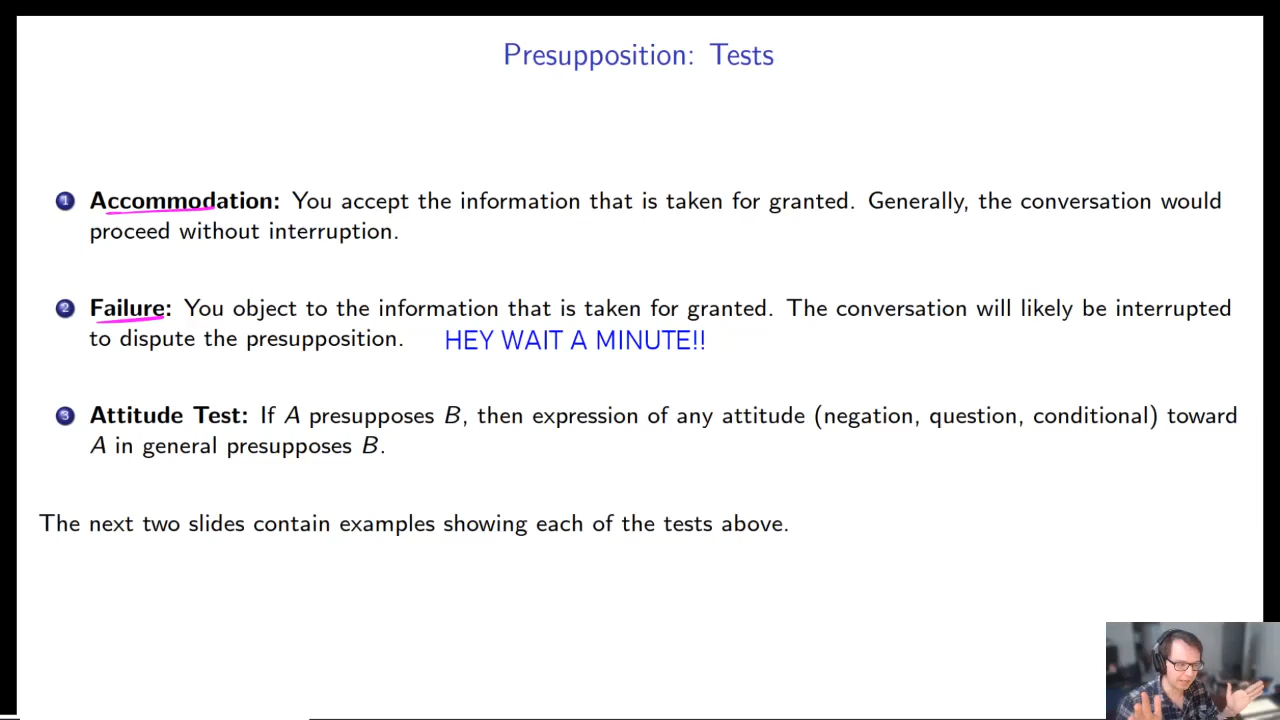 Presupposition: Tests
1 Accommodation: You accept the information that is taken for granted. Generally, the conversation would
proceed without interruption.
2 Failure: You object to the information that is taken for granted. The conversation will likely be interrupted
to dispute the presupposition. HEY WAIT A MINUTE!!
3 Attitude Test: If A presupposes B, then expression of any attitude (negation, question, conditional) toward
A in general presupposes B.
The next two slides contain examples showing each of the tests above.